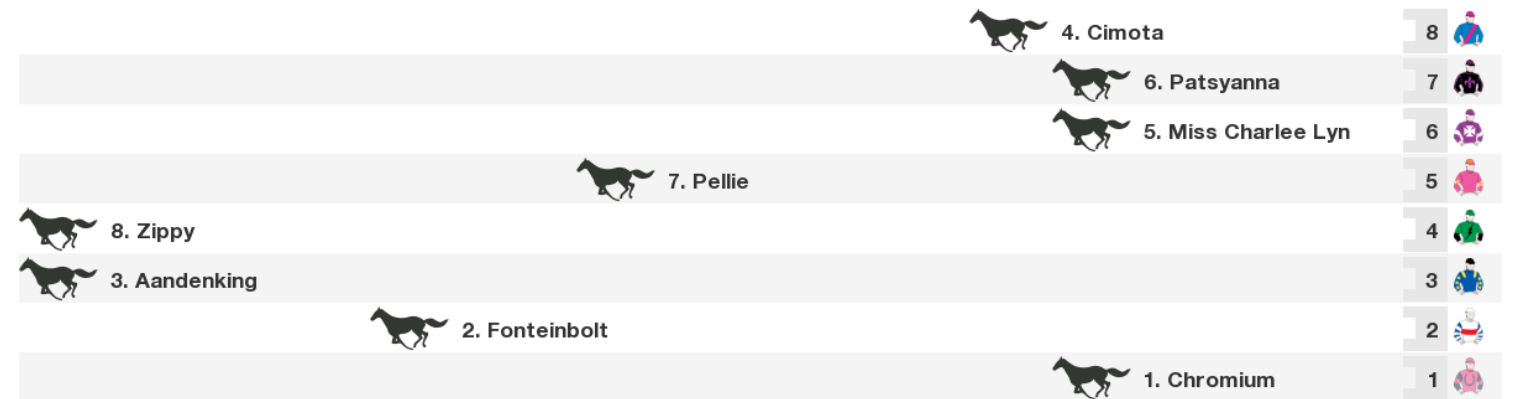 4. Cimota 8
6. Patsyanna 7
5. Miss Charlee Lyn 6
7. Pellie 5
8. Zippy 4
3. Aandenking 3
2. Fonteinbolt 2
1. Chromium 1